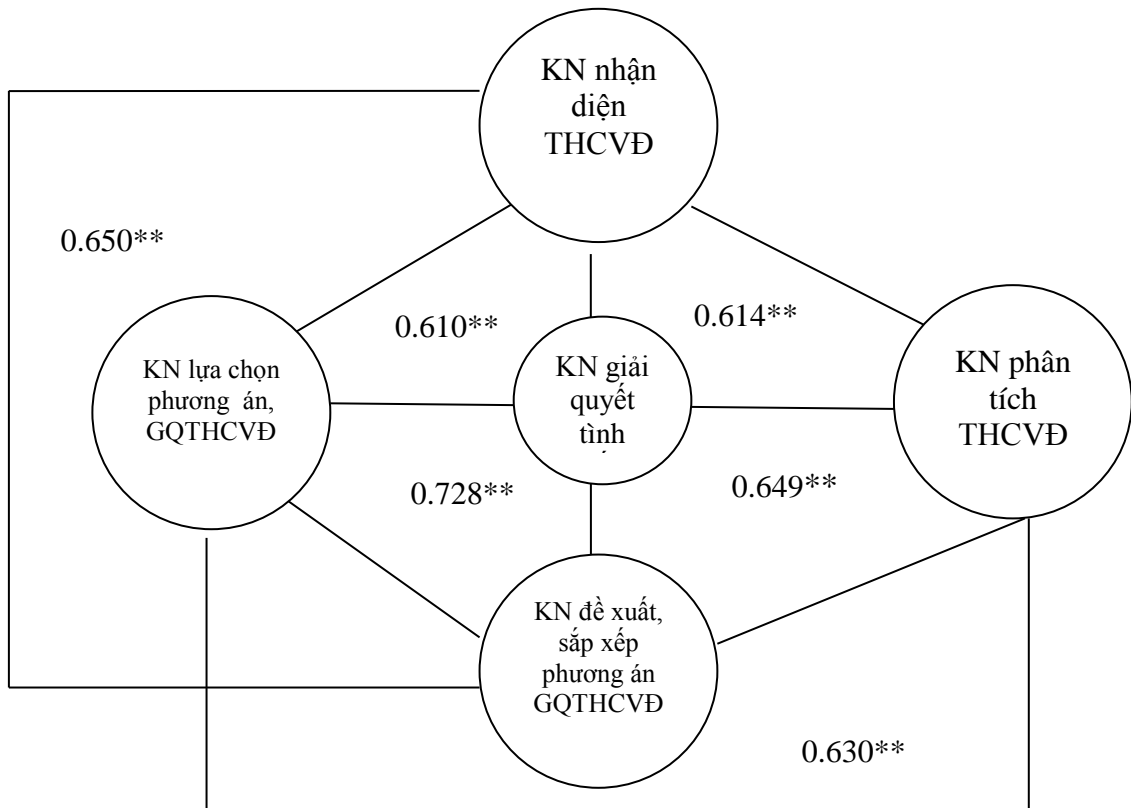 KN nhận
diện
THCVĐ
0.650**
0.610**
0.614**
KN lựa chọn
phương án,
GQTHCVĐ
KN giải
quyết
tình
KN phân
tích
THCVĐ
0.728**
0.649**
KN đề xuất,
sắp xếp
phương án
GQTHCVĐ
0.630**